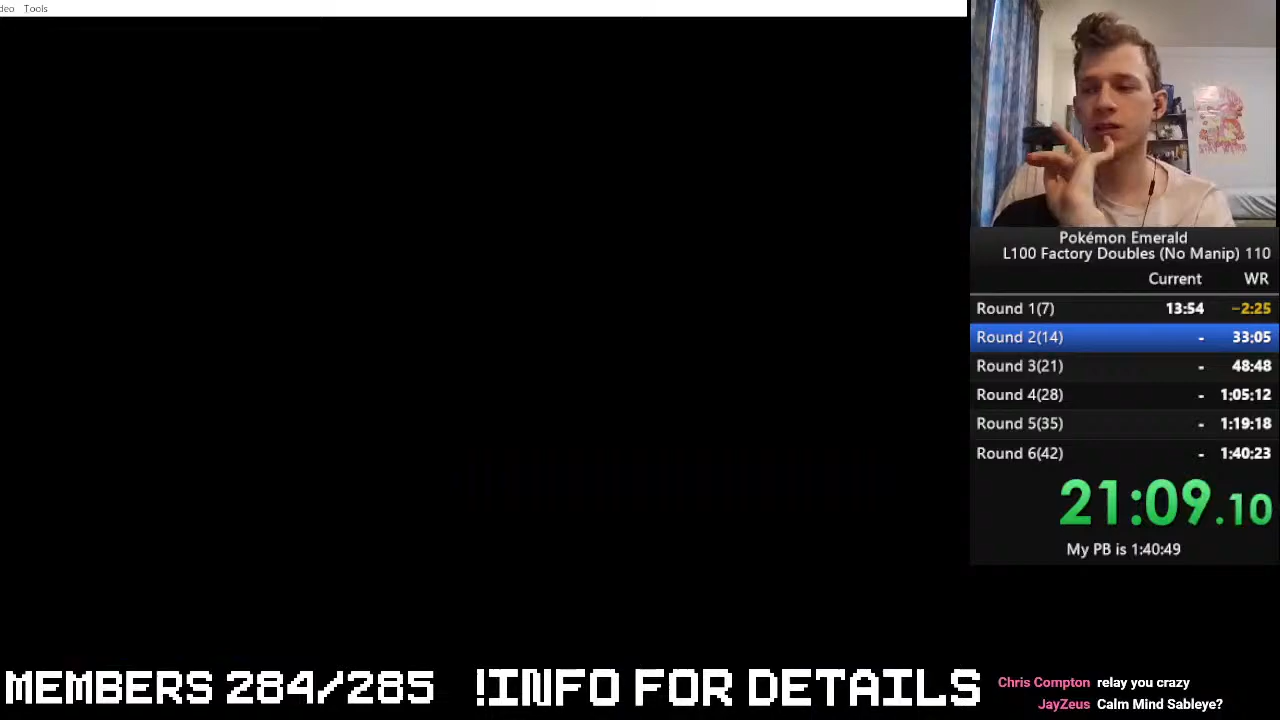 deo Tools
Pokémon Emerald
L100 Factory Doubles (No Manip) 110
Current WR
Round 1(7) 13:54 −2:25
Round 2(14) - 33:05
Round 3(21) - 48:48
Round 4(28) - 1:05:12
Round 5(35) - 1:19:18
Round 6(42) - 1:40:23
21:09.10
My PB is 1:40:49
MEMBERS 284/285 !INFO FOR DETAILS
Chris Compton relay you crazy
JayZeus Calm Mind Sableye?